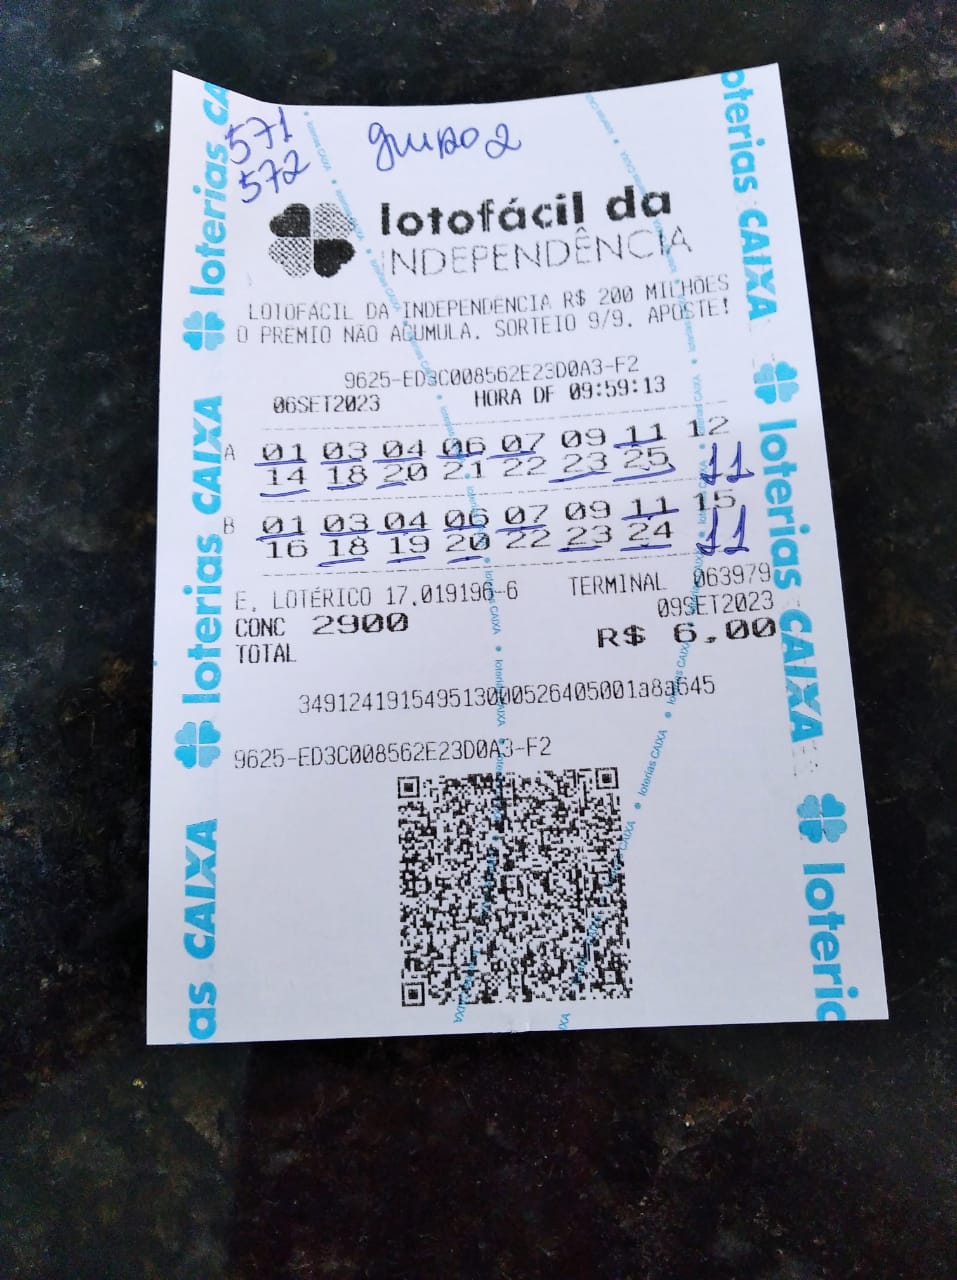 571
572
grupo 2
lotofácil da
INDEPENDÊNCIA
LOTOFÁCIL DA INDEPENDENCIA R$ 200 MILHÕES
O PREMIO NÃO ACUMULA. SORTEIO 9/9. APOSTE!
9625-ED3C008562E23D0A3-F2
06SET2023 HORA DF 09:59:13
A 01 03 04 06 07 09 11 12
14 18 20 21 22 23 25 11
B 01 03 04 06 07 09 11 15
16 18 19 20 22 23 24 11
E. LOTÉRICO 17.019196-6 TERMINAL 063979
09SET2023
CONC 2900 R$ 6,00
TOTAL
349124191549513000526405001a8a645
9625-ED3C008562E23D0A3-F2
loterias CA
loterias CAIXA
as CAIXA
oterias CAIXA
loterias CAIXA
loteric